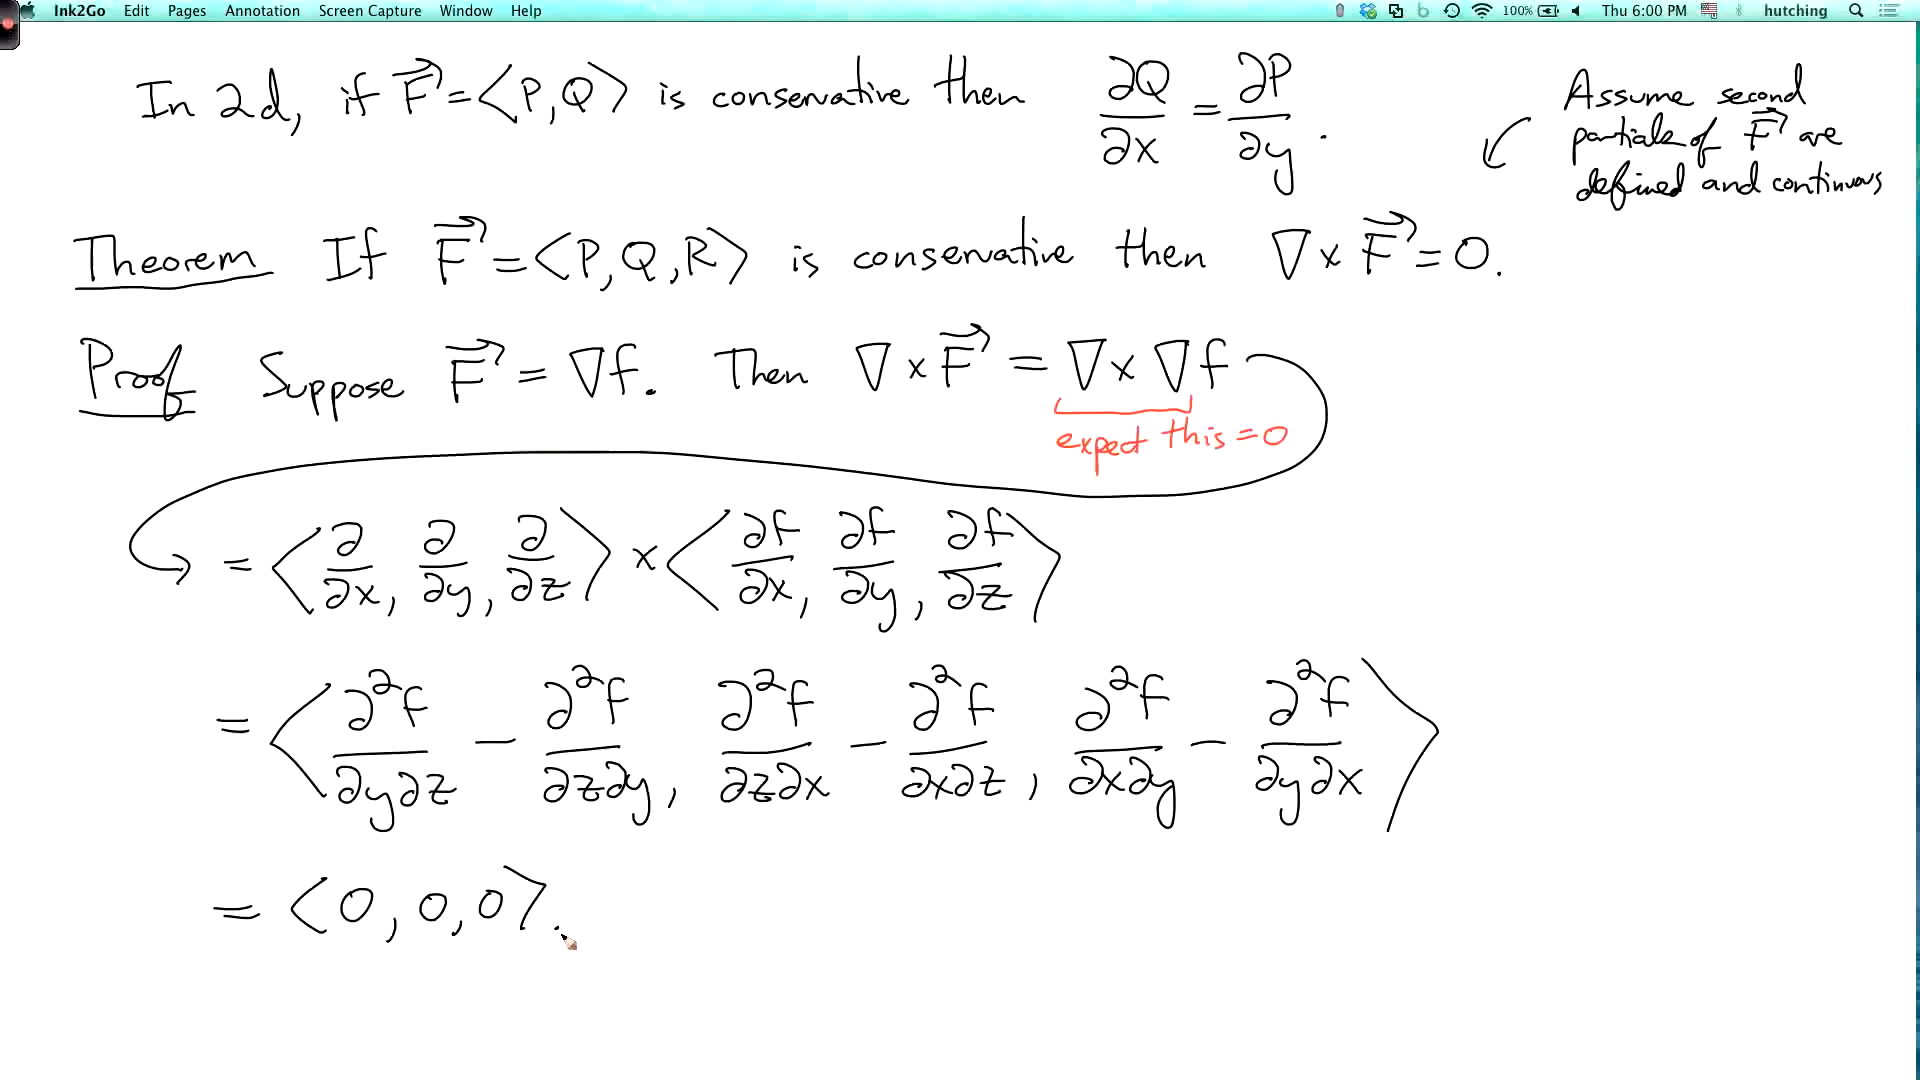 Ink2Go Edit Pages Annotation Screen Capture Window Help 100% Thu 6:00 PM hutching
In 2d, if F⃗ = <P, Q> is conservative then ∂Q/∂x = ∂P/∂y.
Assume second
partials of F⃗ are
defined and continuous
Theorem If F⃗ = <P, Q, R> is conservative then ∇ × F⃗ = 0.
Proof Suppose F⃗ = ∇f. Then ∇ × F⃗ = ∇ × ∇f
expect this = 0
= <∂/∂x, ∂/∂y, ∂/∂z> × <∂f/∂x, ∂f/∂y, ∂f/∂z>
= <∂²f/∂y∂z − ∂²f/∂z∂y, ∂²f/∂z∂x − ∂²f/∂x∂z, ∂²f/∂x∂y − ∂²f/∂y∂x>
= <0, 0, 0>.